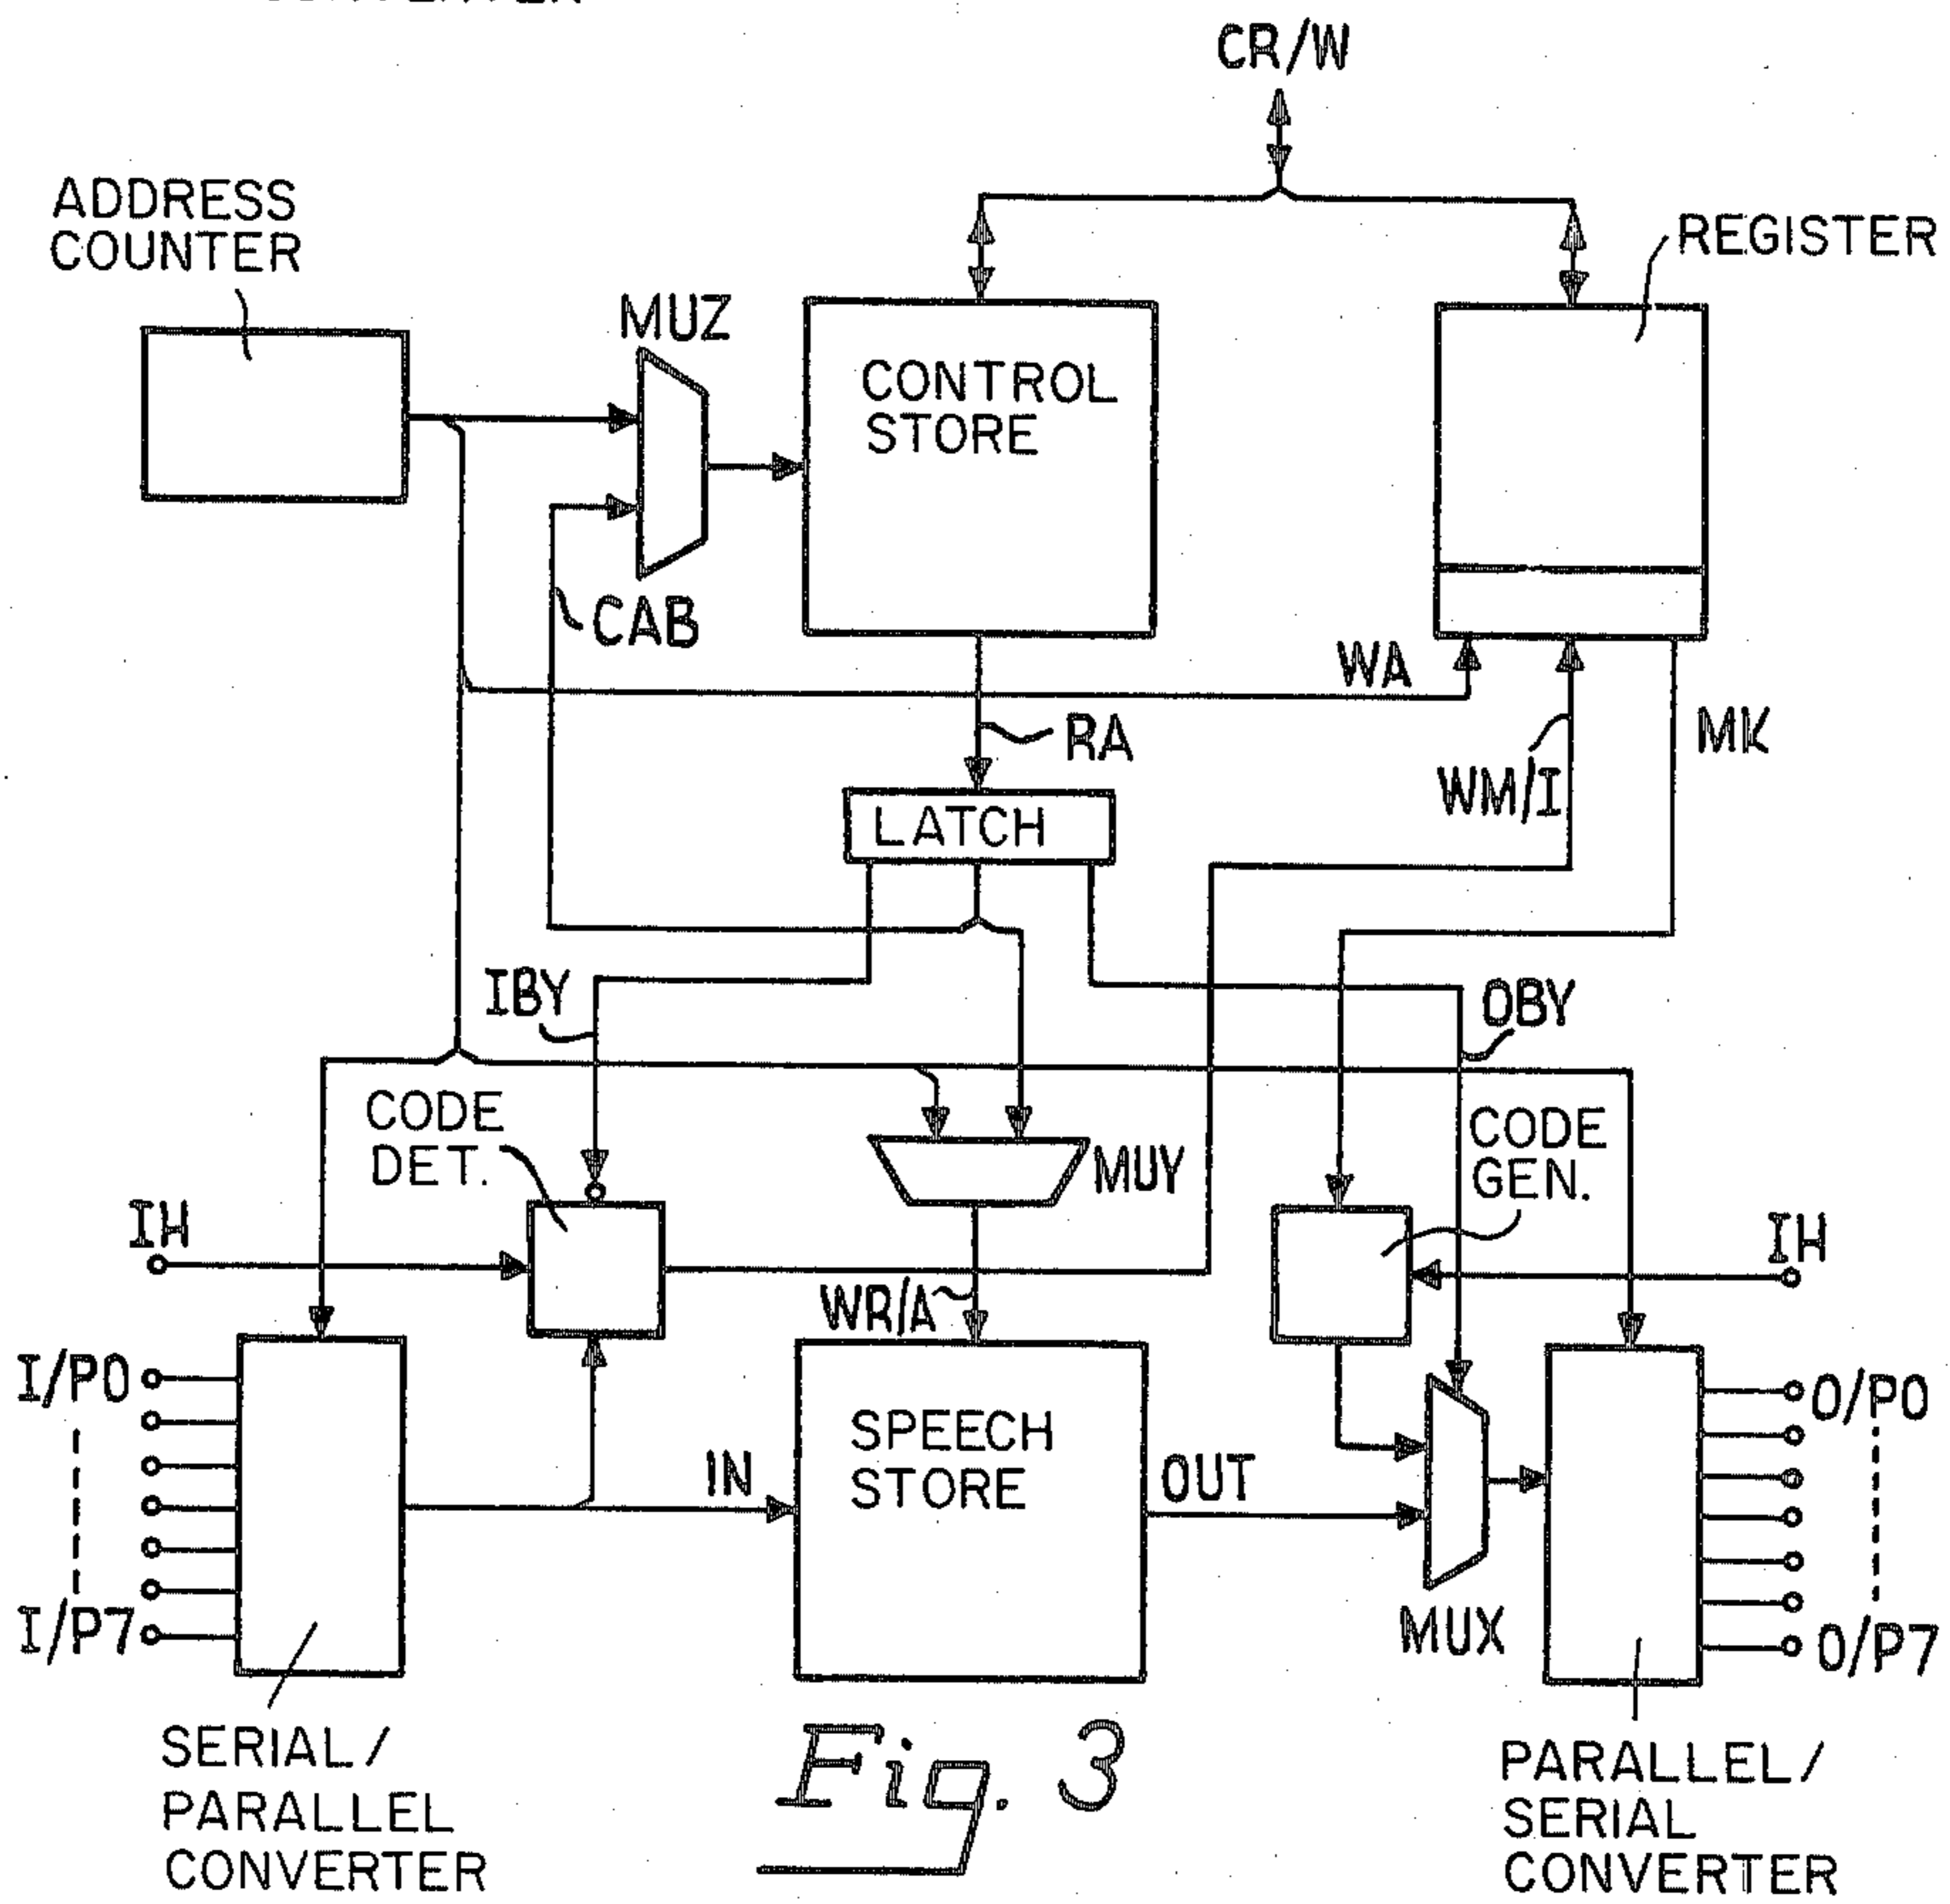 CR/W
ADDRESS
COUNTER
REGISTER
MUZ
CONTROL
STORE
CAB
WA
RA
MK
WM/I
LATCH
IBY
OBY
CODE
DET.
CODE
GEN.
MUY
IH
IH
WR/A
I/P0
O/P0
SPEECH
STORE
IN
OUT
I/P7
MUX
O/P7
SERIAL/
PARALLEL
CONVERTER
Fig. 3
PARALLEL/
SERIAL
CONVERTER